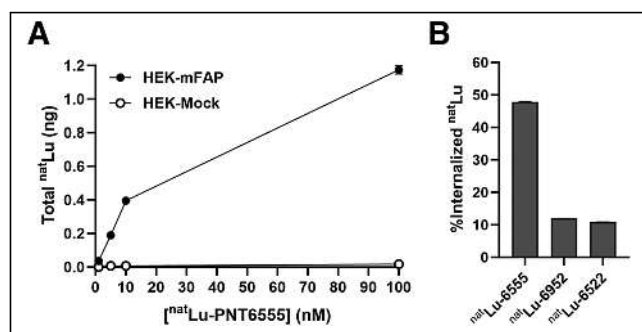 A
Total natLu (ng)
1.2
1.0
0.8
0.6
0.4
0.2
0.0
HEK-mFAP
HEK-Mock
0 10 20 30 40 50 60 70 80 90 100
[natLu-PNT6555] (nM)
B
%Internalized natLu
60
50
40
30
20
10
0
natLu-6555
natLu-6952
natLu-6522